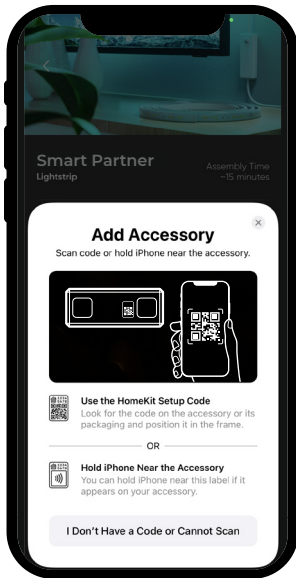 Smart Partner
Lightstrip
Assembly Time
~15 minutes
Add Accessory
Scan code or hold iPhone near the accessory.
Use the HomeKit Setup Code
Look for the code on the accessory or its
packaging and position it in the frame.
OR
Hold iPhone Near the Accessory
You can hold iPhone near this label if it
appears on your accessory.
I Don't Have a Code or Cannot Scan